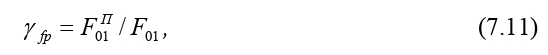 γ_fp = F_01^П / F_01, (7.11)